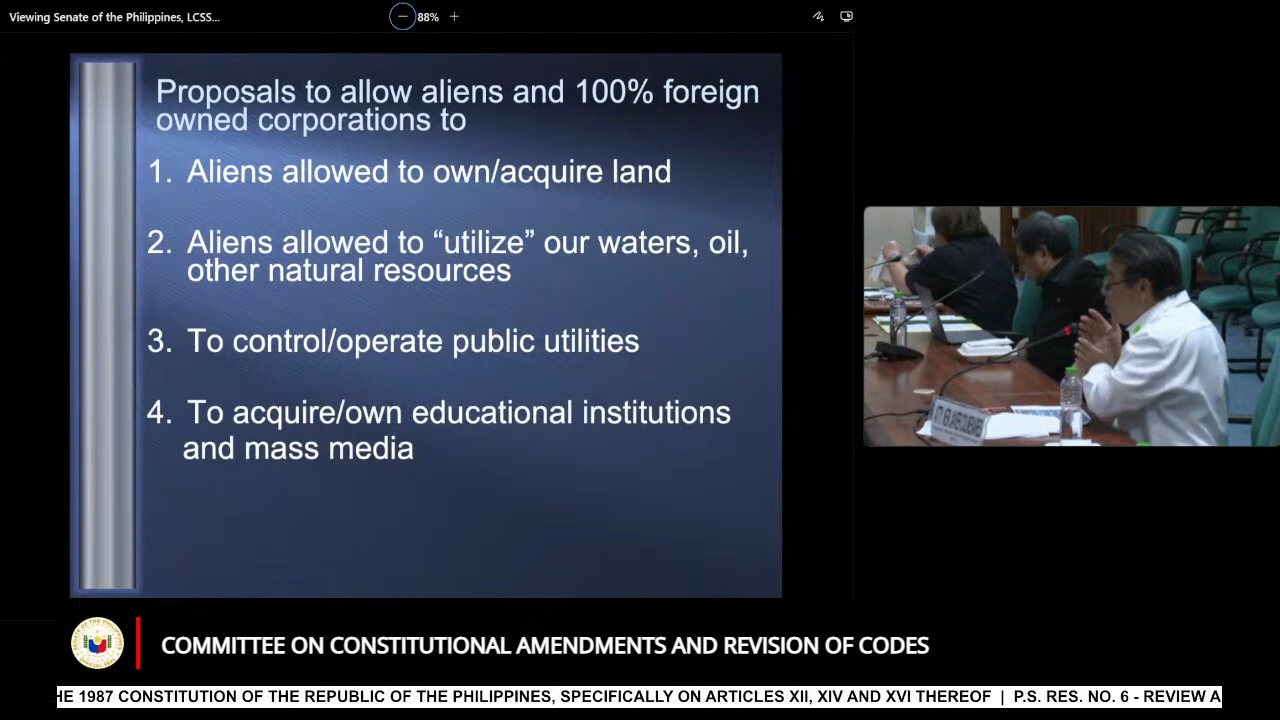 Viewing Senate of the Philippines, LCSS...
88%
Proposals to allow aliens and 100% foreign
owned corporations to
1. Aliens allowed to own/acquire land
2. Aliens allowed to “utilize” our waters, oil,
other natural resources
3. To control/operate public utilities
4. To acquire/own educational institutions
and mass media
COMMITTEE ON CONSTITUTIONAL AMENDMENTS AND REVISION OF CODES
HE 1987 CONSTITUTION OF THE REPUBLIC OF THE PHILIPPINES, SPECIFICALLY ON ARTICLES XII, XIV AND XVI THEREOF | P.S. RES. NO. 6 - REVIEW A